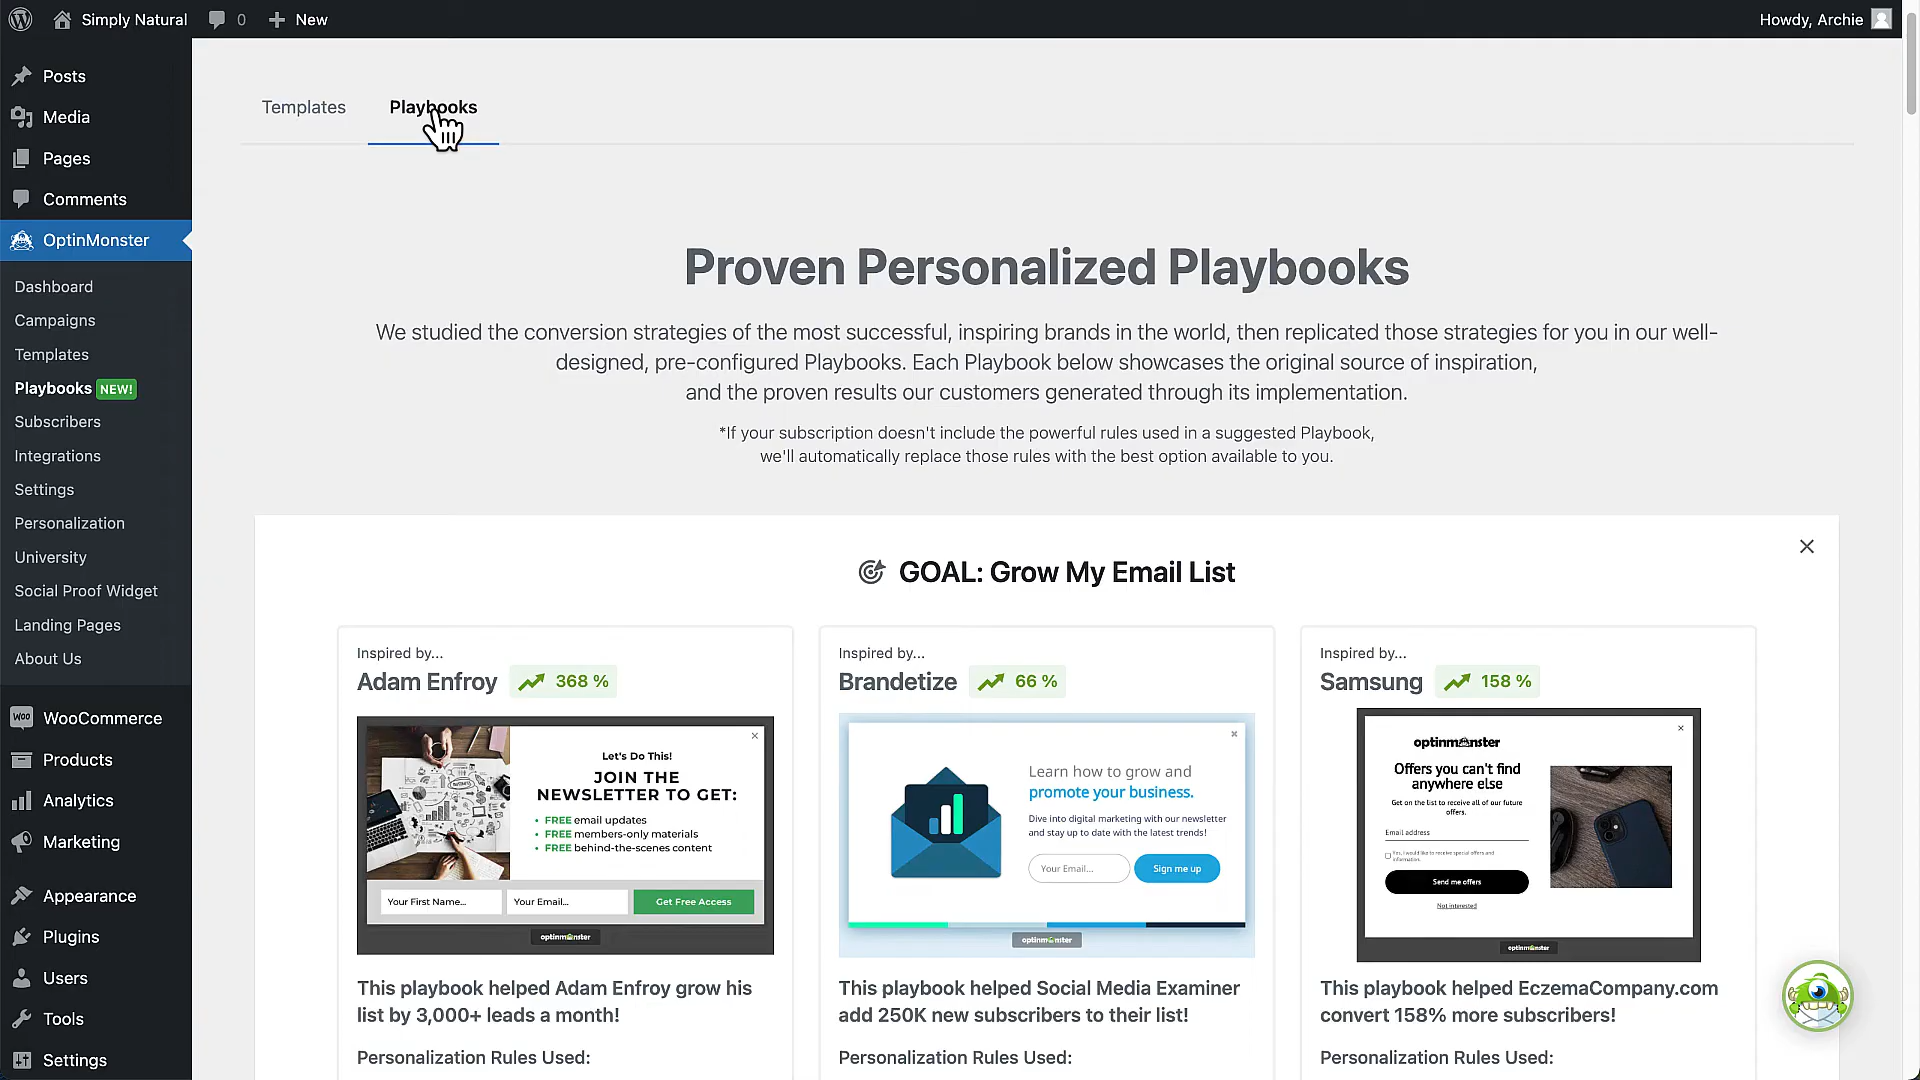 Simply Natural
0
New
Howdy, Archie
Posts
Media
Pages
Comments
OptinMonster
Dashboard
Campaigns
Templates
Playbooks NEW!
Subscribers
Integrations
Settings
Personalization
University
Social Proof Widget
Landing Pages
About Us
WooCommerce
Products
Analytics
Marketing
Appearance
Plugins
Users
Tools
Settings
Templates
Playbooks
Proven Personalized Playbooks
We studied the conversion strategies of the most successful, inspiring brands in the world, then replicated those strategies for you in our well-
designed, pre-configured Playbooks. Each Playbook below showcases the original source of inspiration,
and the proven results our customers generated through its implementation.
*If your subscription doesn't include the powerful rules used in a suggested Playbook,
we'll automatically replace those rules with the best option available to you.
GOAL: Grow My Email List
Inspired by...
Adam Enfroy 368 %
Let's Do This!
JOIN THE
NEWSLETTER TO GET:
• FREE email updates
• FREE members-only materials
• FREE behind-the-scenes content
Your First Name...
Your Email...
Get Free Access
optinmonster
This playbook helped Adam Enfroy grow his
list by 3,000+ leads a month!
Personalization Rules Used:
Inspired by...
Brandetize 66 %
Learn how to grow and
promote your business.
Dive into digital marketing with our newsletter
and stay up to date with the latest trends!
Your Email...
Sign me up
optinmonster
This playbook helped Social Media Examiner
add 250K new subscribers to their list!
Personalization Rules Used:
Inspired by...
Samsung 158 %
optinmonster
Offers you can't find
anywhere else
Get on the list to receive all of our future
offers.
Email address
Yes, I would like to receive special offers and
information.
Send me offers
Not interested
optinmonster
This playbook helped EczemaCompany.com
convert 158% more subscribers!
Personalization Rules Used: